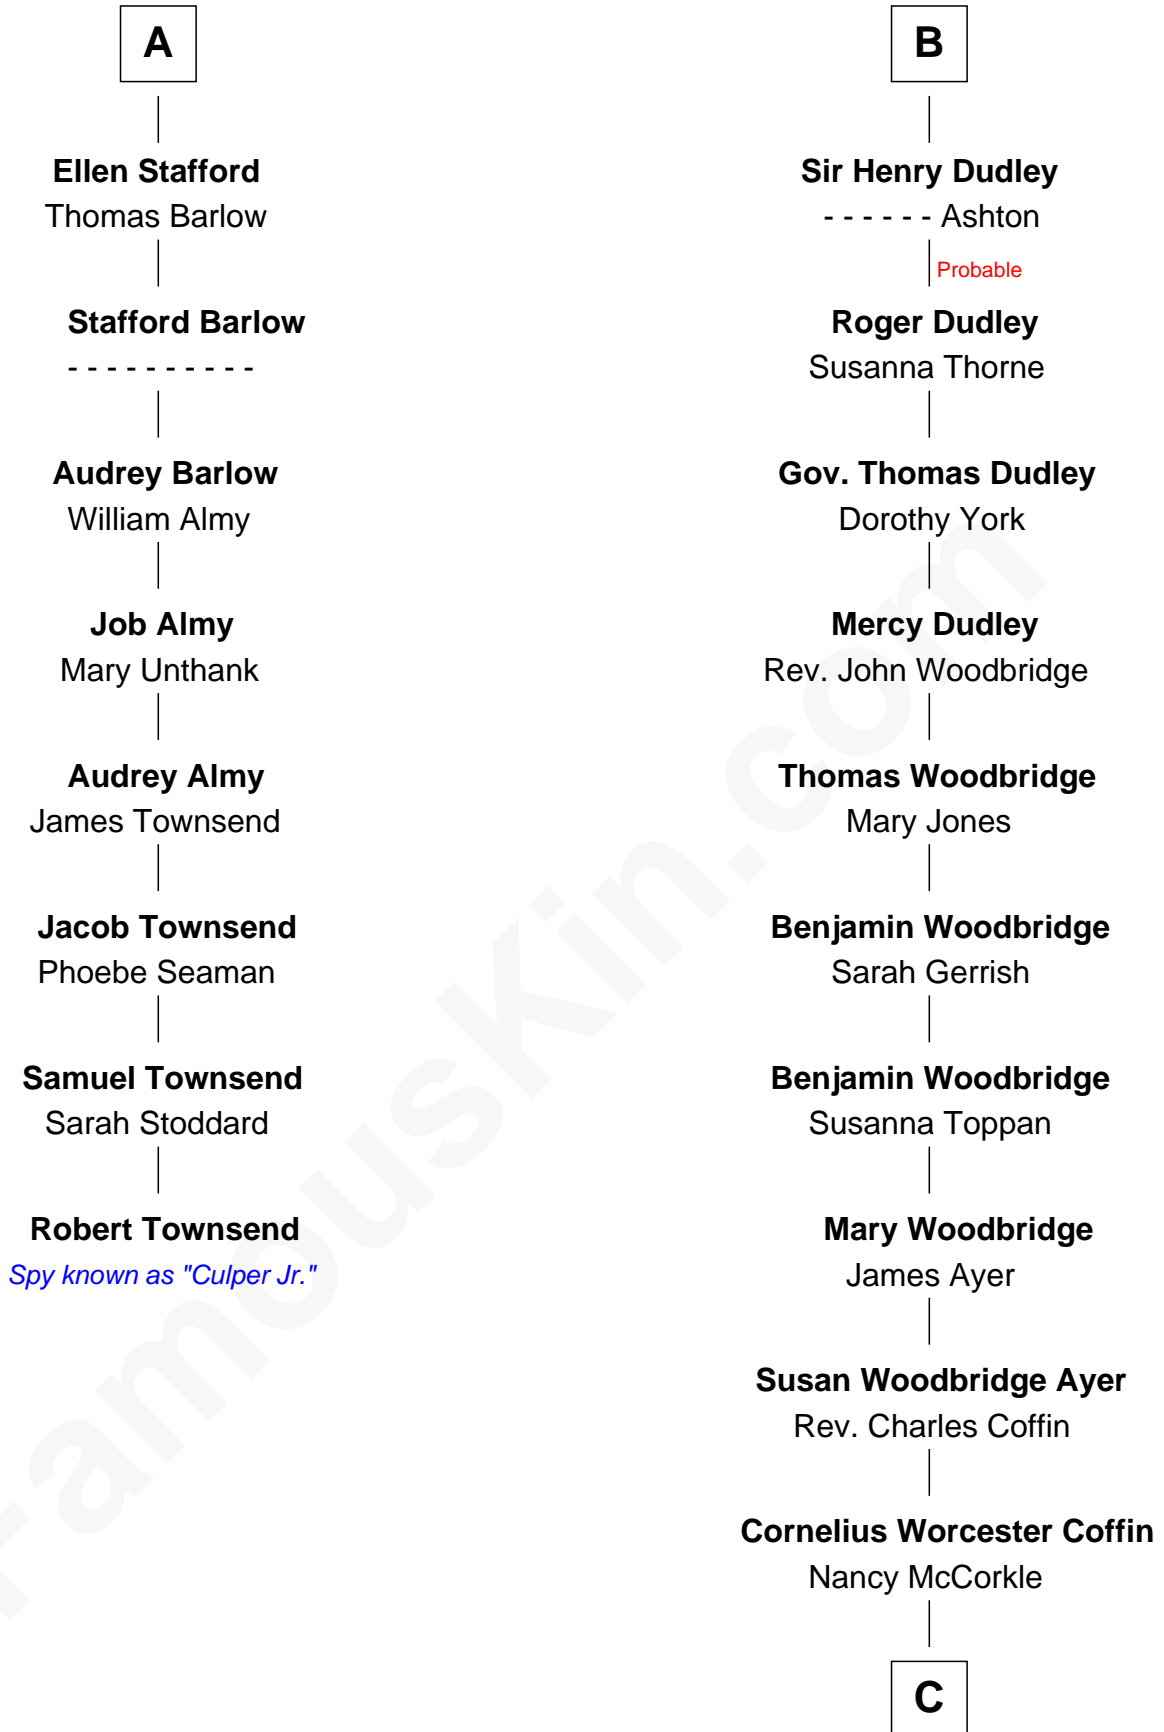 A
Ellen Stafford
Thomas Barlow
Stafford Barlow
- - - - - - - - - -
Audrey Barlow
William Almy
Job Almy
Mary Unthank
Audrey Almy
James Townsend
Jacob Townsend
Phoebe Seaman
Samuel Townsend
Sarah Stoddard
Robert Townsend
Spy known as "Culper Jr."
B
Sir Henry Dudley
- - - - - - Ashton
Probable
Roger Dudley
Susanna Thorne
Gov. Thomas Dudley
Dorothy York
Mercy Dudley
Rev. John Woodbridge
Thomas Woodbridge
Mary Jones
Benjamin Woodbridge
Sarah Gerrish
Benjamin Woodbridge
Susanna Toppan
Mary Woodbridge
James Ayer
Susan Woodbridge Ayer
Rev. Charles Coffin
Cornelius Worcester Coffin
Nancy McCorkle
C
FamousKin.com